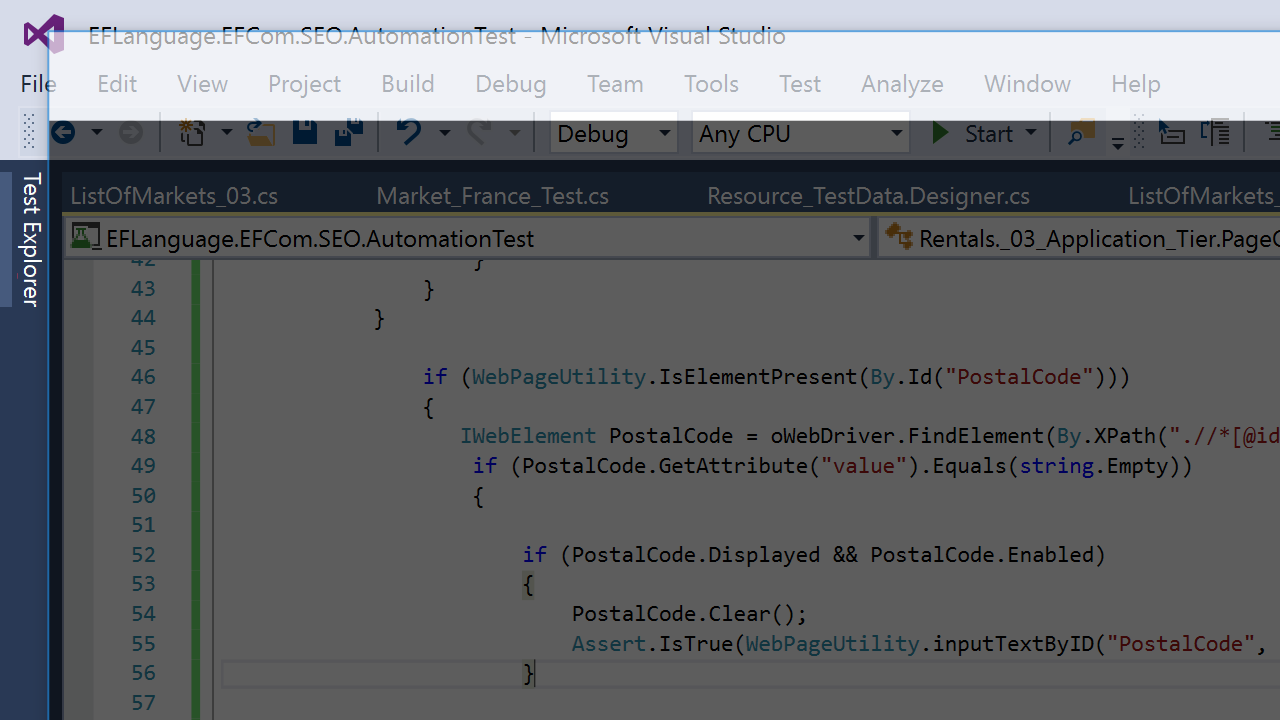 EFLanguage.EFCom.SEO.AutomationTest - Microsoft Visual Studio
File Edit View Project Build Debug Team Tools Test Analyze Window Help
Debug Any CPU Start
Test Explorer
ListOfMarkets_03.cs Market_France_Test.cs Resource_TestData.Designer.cs ListOfMarkets_
EFLanguage.EFCom.SEO.AutomationTest Rentals._03_Application_Tier.Page
42 }
43 }
44 }
45
46 if (WebPageUtility.IsElementPresent(By.Id("PostalCode")))
47 {
48 IWebElement PostalCode = oWebDriver.FindElement(By.XPath(".//*[@id
49 if (PostalCode.GetAttribute("value").Equals(string.Empty))
50 {
51
52 if (PostalCode.Displayed && PostalCode.Enabled)
53 {
54 PostalCode.Clear();
55 Assert.IsTrue(WebPageUtility.inputTextByID("PostalCode",
56 }
57